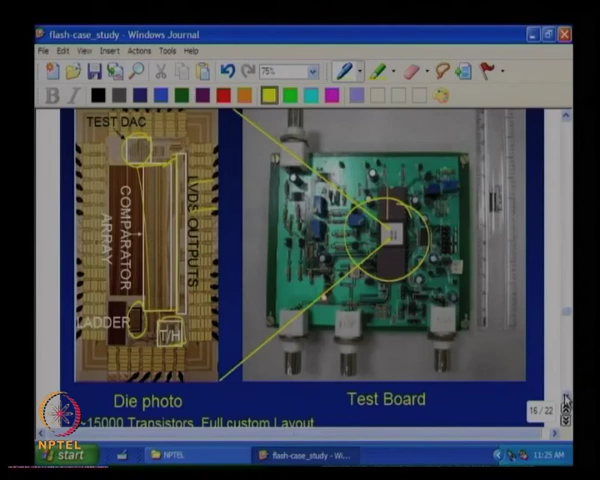 flash-case_study - Windows Journal
File Edit View Insert Actions Tools Help
75%
B I
TEST DAC
COMPARATOR
ARRAY
LVDS OUTPUTS
LADDER
T/H
Die photo
Test Board
~15000 Transistors, Full custom Layout
16 / 22
NPTEL
start
NPTEL
flash-case_study - Wi...
11:25 AM